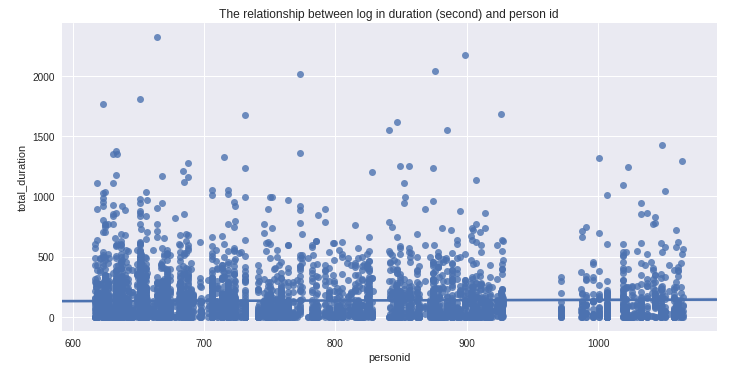 The relationship between log in duration (second) and person id
total_duration
2000
1500
1000
500
0
600 700 800 900 1000
personid